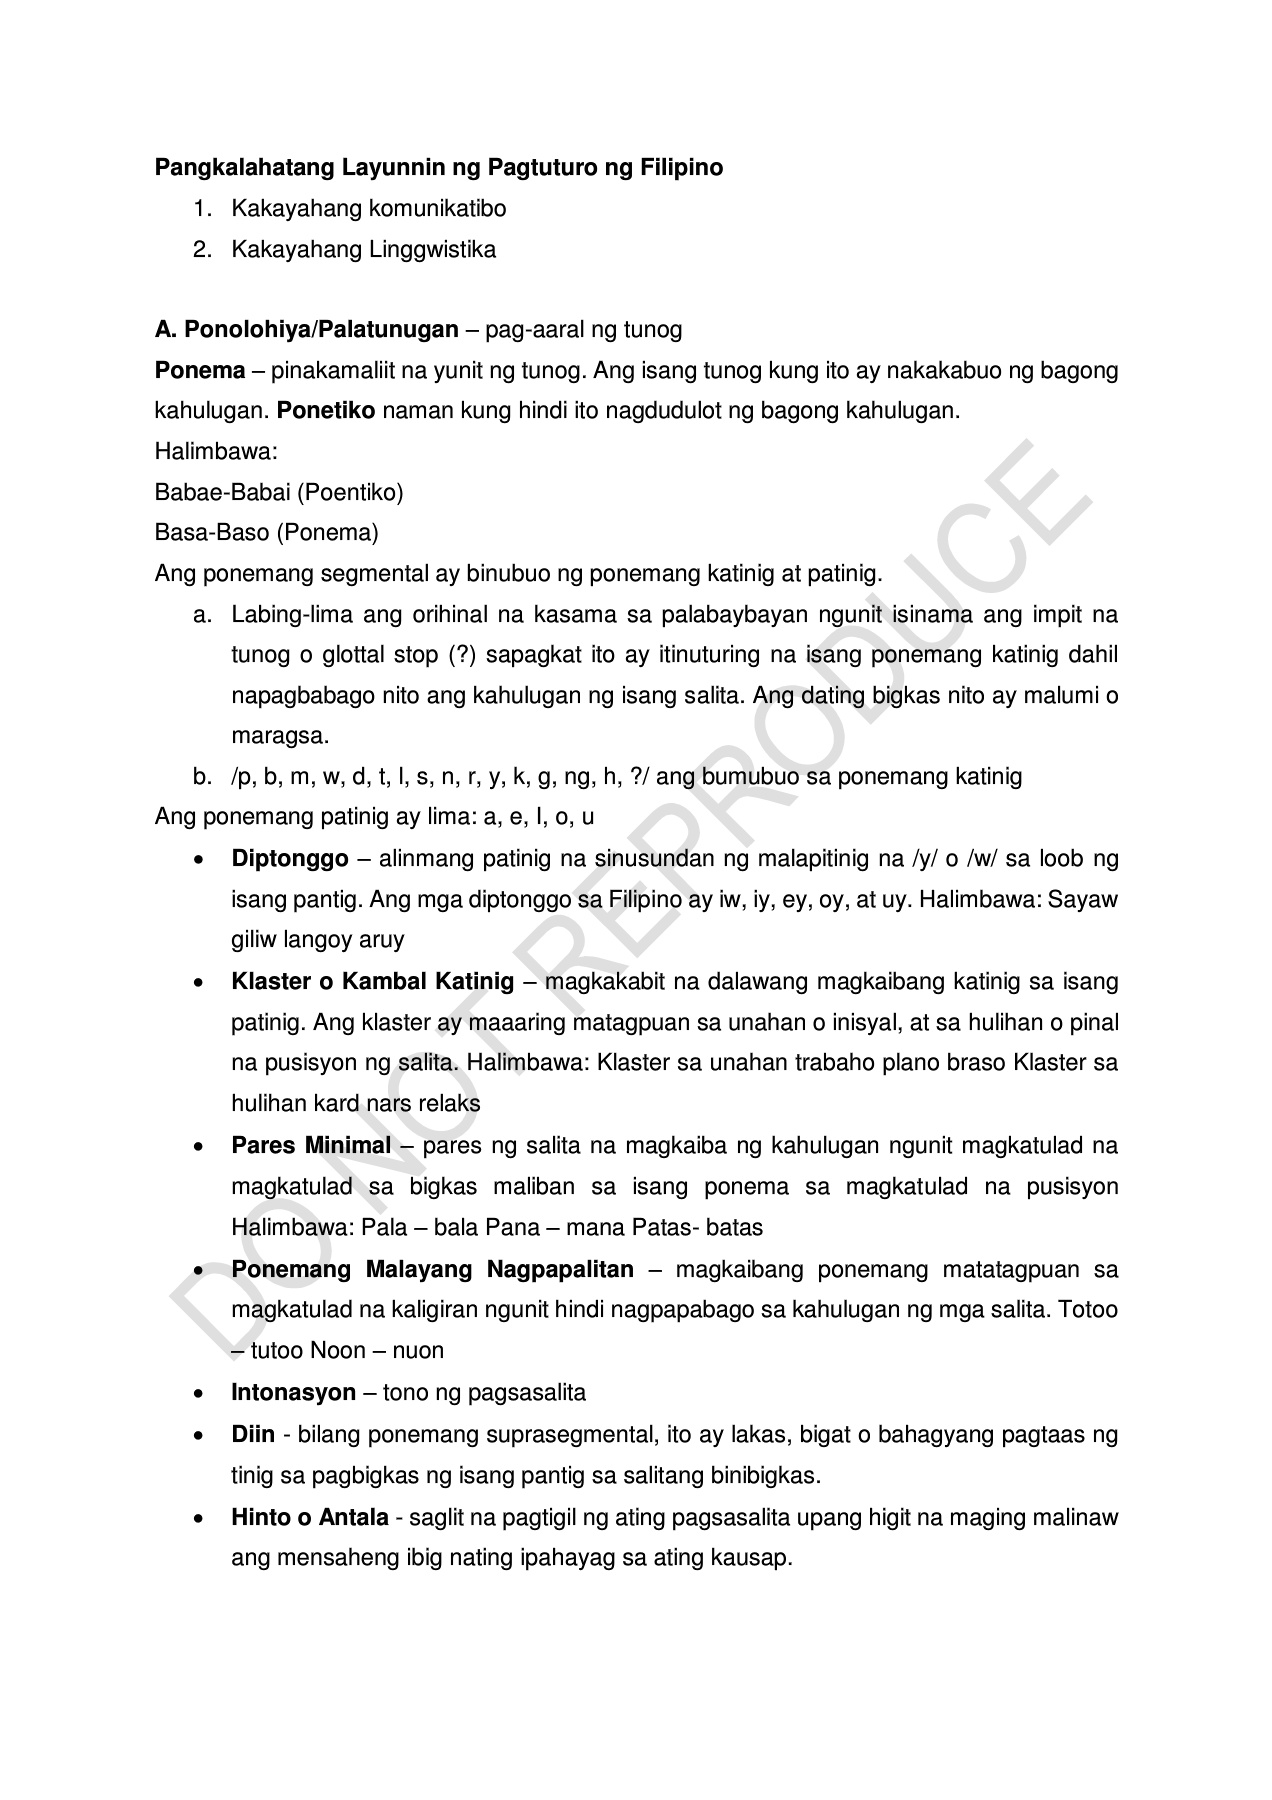 Pangkalahatang Layunnin ng Pagtuturo ng Filipino
1. Kakayahang komunikatibo
2. Kakayahang Linggwistika
A. Ponolohiya/Palatunugan – pag-aaral ng tunog
Ponema – pinakamaliit na yunit ng tunog. Ang isang tunog kung ito ay nakakabuo ng bagong
kahulugan. Ponetiko naman kung hindi ito nagdudulot ng bagong kahulugan.
Halimbawa:
Babae-Babai (Poentiko)
Basa-Baso (Ponema)
Ang ponemang segmental ay binubuo ng ponemang katinig at patinig.
a. Labing-lima ang orihinal na kasama sa palabaybayan ngunit isinama ang impit na
tunog o glottal stop (?) sapagkat ito ay itinuturing na isang ponemang katinig dahil
napagbabago nito ang kahulugan ng isang salita. Ang dating bigkas nito ay malumi o
maragsa.
b. /p, b, m, w, d, t, l, s, n, r, y, k, g, ng, h, ?/ ang bumubuo sa ponemang katinig
Ang ponemang patinig ay lima: a, e, I, o, u
• Diptonggo – alinmang patinig na sinusundan ng malapitinig na /y/ o /w/ sa loob ng
isang pantig. Ang mga diptonggo sa Filipino ay iw, iy, ey, oy, at uy. Halimbawa: Sayaw
giliw langoy aruy
• Klaster o Kambal Katinig – magkakabit na dalawang magkaibang katinig sa isang
patinig. Ang klaster ay maaaring matagpuan sa unahan o inisyal, at sa hulihan o pinal
na pusisyon ng salita. Halimbawa: Klaster sa unahan trabaho plano braso Klaster sa
hulihan kard nars relaks
• Pares Minimal – pares ng salita na magkaiba ng kahulugan ngunit magkatulad na
magkatulad sa bigkas maliban sa isang ponema sa magkatulad na pusisyon
Halimbawa: Pala – bala Pana – mana Patas- batas
• Ponemang Malayang Nagpapalitan – magkaibang ponemang matatagpuan sa
magkatulad na kaligiran ngunit hindi nagpapabago sa kahulugan ng mga salita. Totoo
– tutoo Noon – nuon
• Intonasyon – tono ng pagsasalita
• Diin - bilang ponemang suprasegmental, ito ay lakas, bigat o bahagyang pagtaas ng
tinig sa pagbigkas ng isang pantig sa salitang binibigkas.
• Hinto o Antala - saglit na pagtigil ng ating pagsasalita upang higit na maging malinaw
ang mensaheng ibig nating ipahayag sa ating kausap.
DO NOT REPRODUCE